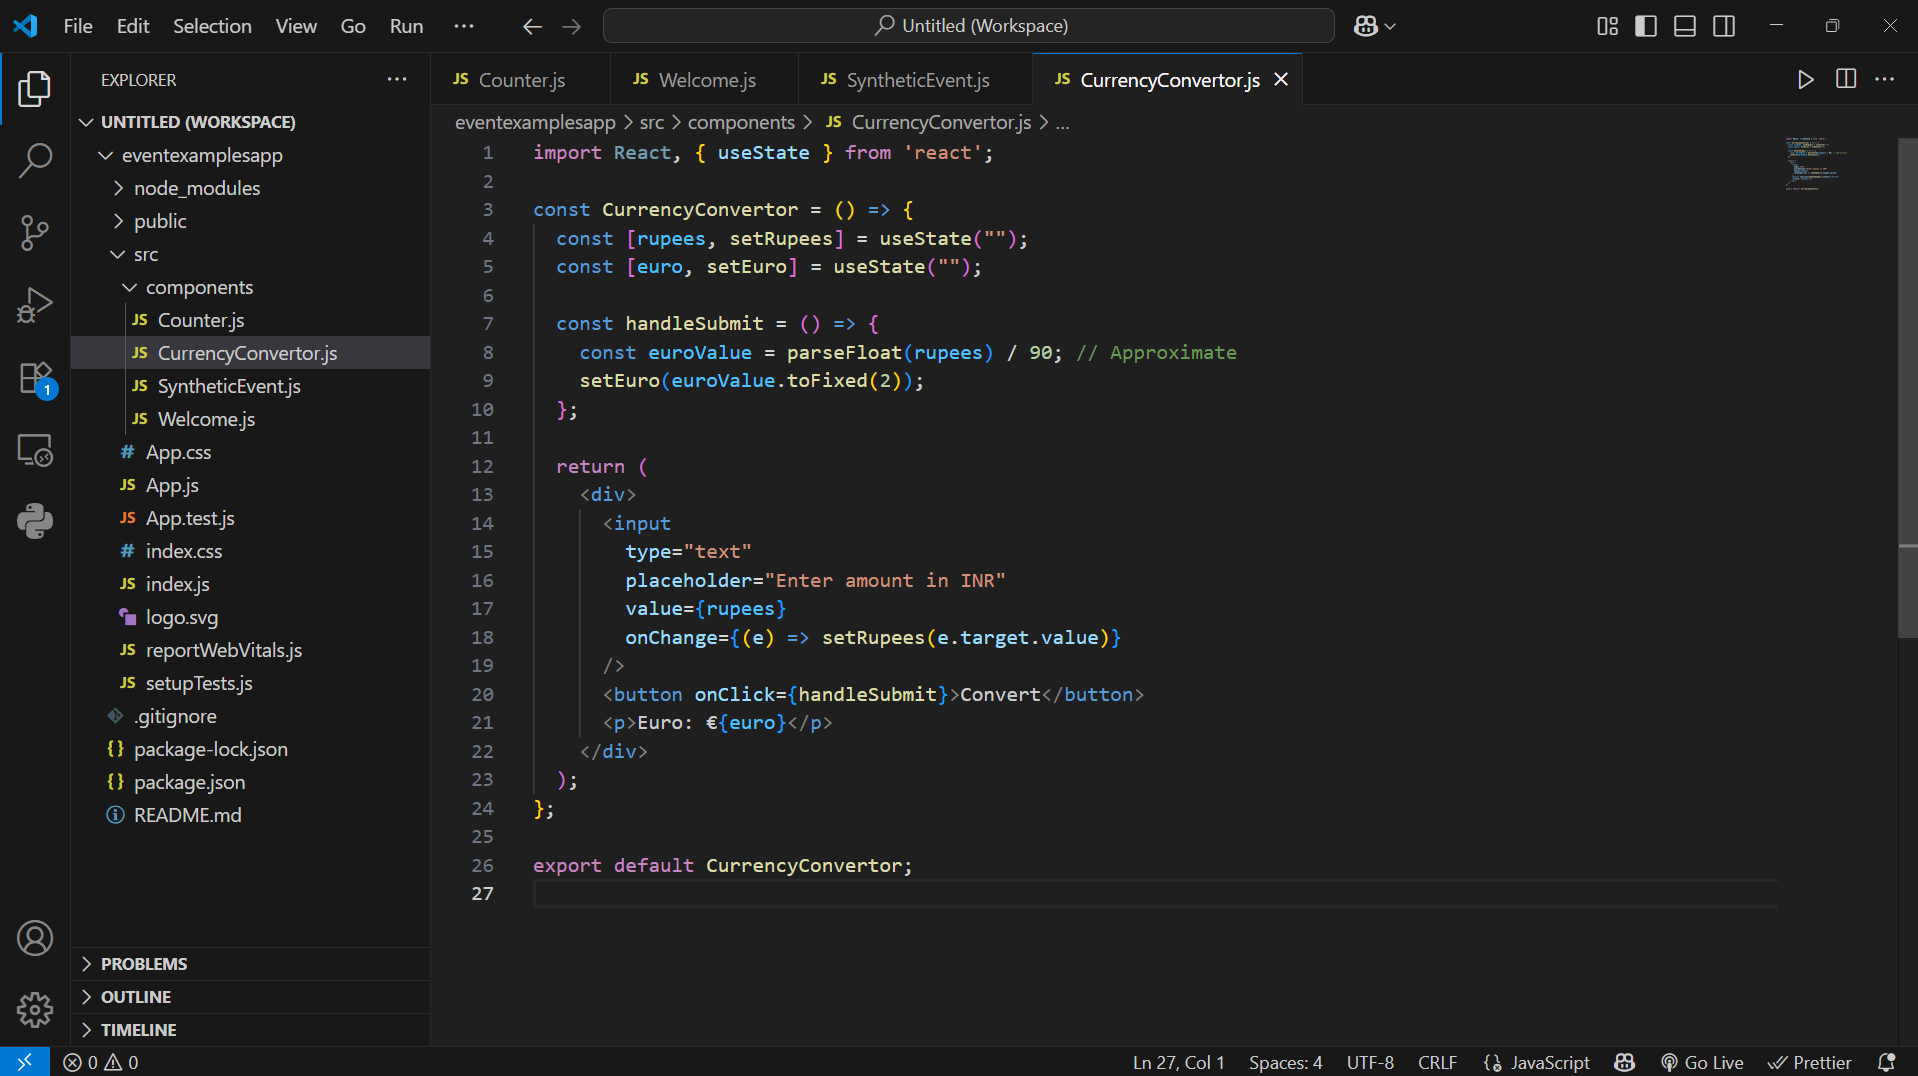 File Edit Selection View Go Run ··· Untitled (Workspace)
EXPLORER ···
UNTITLED (WORKSPACE)
eventexamplesapp
node_modules
public
src
components
JS Counter.js
JS CurrencyConvertor.js
JS SyntheticEvent.js
JS Welcome.js
# App.css
JS App.js
JS App.test.js
# index.css
JS index.js
logo.svg
JS reportWebVitals.js
JS setupTests.js
.gitignore
{} package-lock.json
{} package.json
README.md
PROBLEMS
OUTLINE
TIMELINE
1
JS Counter.js JS Welcome.js JS SyntheticEvent.js JS CurrencyConvertor.js
eventexamplesapp > src > components > JS CurrencyConvertor.js > ...
1 import React, { useState } from 'react';
2
3 const CurrencyConvertor = () => {
4   const [rupees, setRupees] = useState("");
5   const [euro, setEuro] = useState("");
6
7   const handleSubmit = () => {
8     const euroValue = parseFloat(rupees) / 90; // Approximate
9     setEuro(euroValue.toFixed(2));
10   };
11
12   return (
13     <div>
14       <input
15         type="text"
16         placeholder="Enter amount in INR"
17         value={rupees}
18         onChange={(e) => setRupees(e.target.value)}
19       />
20       <button onClick={handleSubmit}>Convert</button>
21       <p>Euro: €{euro}</p>
22     </div>
23   );
24 };
25
26 export default CurrencyConvertor;
27
0 0 Ln 27, Col 1 Spaces: 4 UTF-8 CRLF JavaScript Go Live Prettier